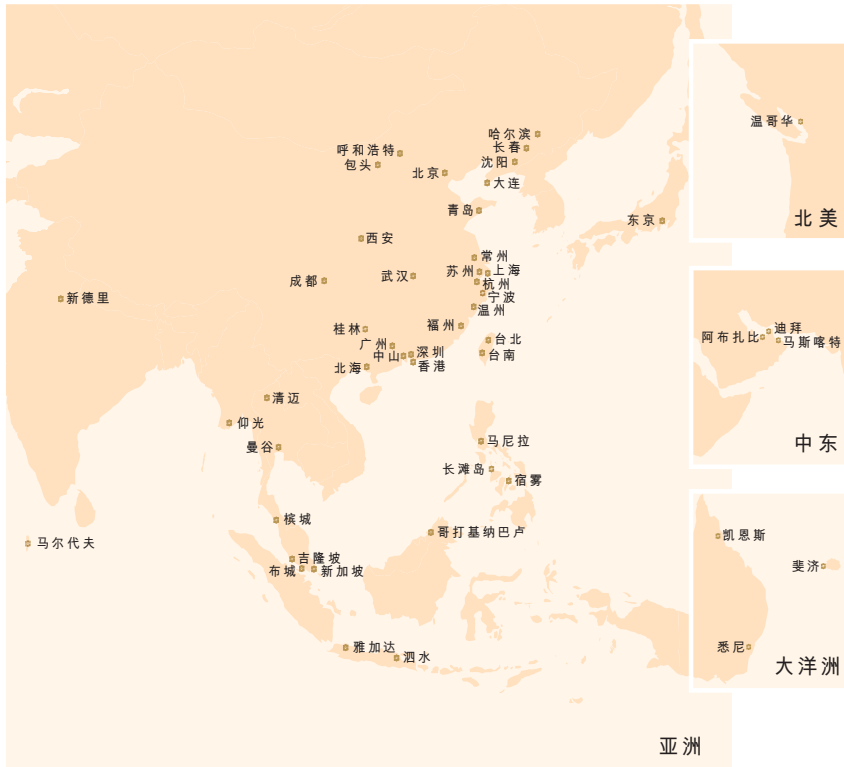 哈尔滨
长春
沈阳
呼和浩特
包头
北京
大连
青岛
东京
西安
常州
苏州
上海
杭州
宁波
温州
武汉
成都
新德里
桂林
福州
广州
台北
中山
深圳
台南
香港
北海
清迈
仰光
曼谷
马尼拉
长滩岛
宿雾
槟城
哥打基纳巴卢
马尔代夫
吉隆坡
布城
新加坡
雅加达
泗水
亚洲
温哥华
北美
迪拜
阿布扎比
马斯喀特
中东
凯恩斯
斐济
悉尼
大洋洲